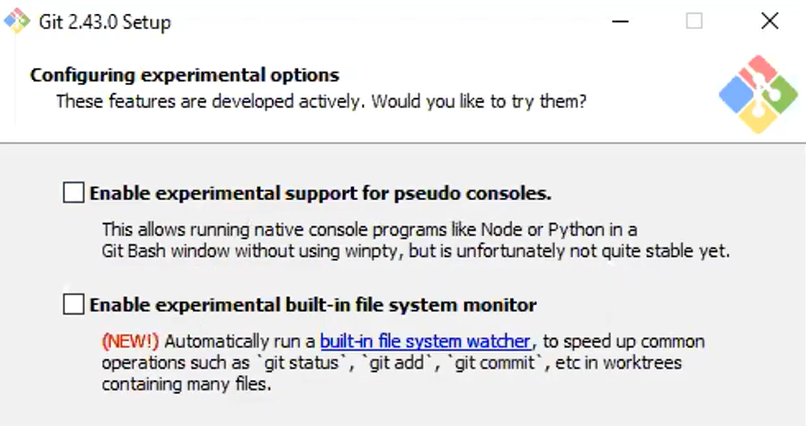 Git 2.43.0 Setup
Configuring experimental options
These features are developed actively. Would you like to try them?
Enable experimental support for pseudo consoles.
This allows running native console programs like Node or Python in a
Git Bash window without using winpty, but is unfortunately not quite stable yet.
Enable experimental built-in file system monitor
(NEW!) Automatically run a built-in file system watcher, to speed up common
operations such as `git status`, `git add`, `git commit`, etc in worktrees
containing many files.